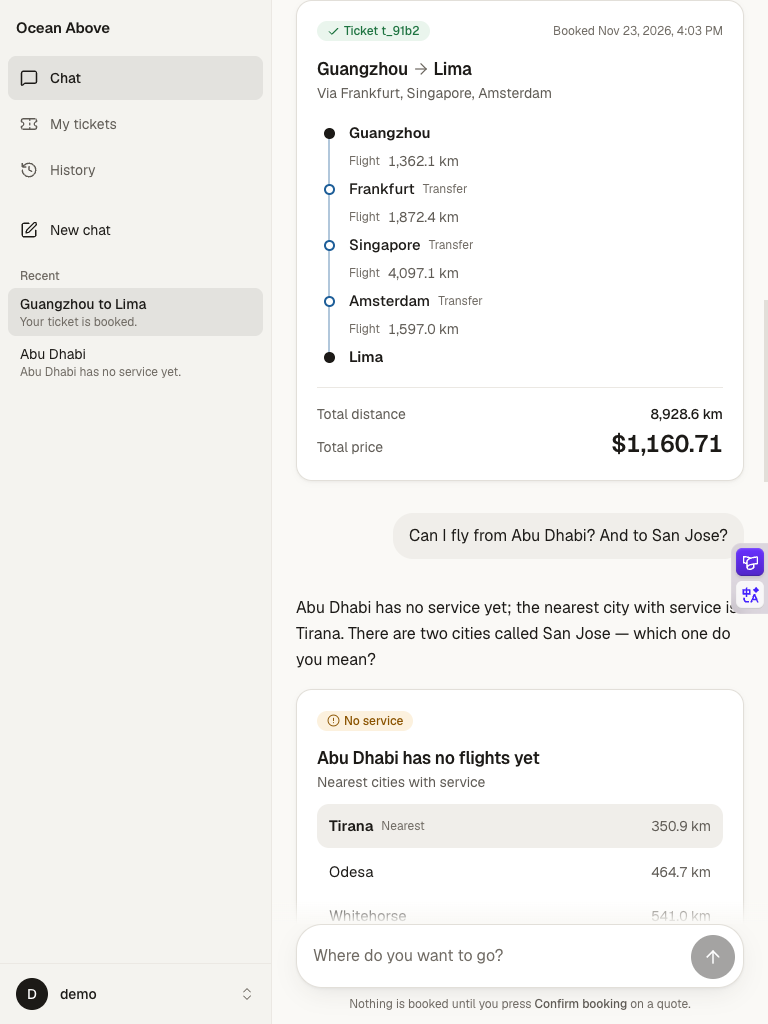 Ocean Above
Chat
My tickets
History
New chat
Recent
Guangzhou to Lima
Your ticket is booked.
Abu Dhabi
Abu Dhabi has no service yet.
D
demo
Ticket t_91b2
Booked Nov 23, 2026, 4:03 PM
Guangzhou → Lima
Via Frankfurt, Singapore, Amsterdam
Guangzhou
Flight 1,362.1 km
Frankfurt Transfer
Flight 1,872.4 km
Singapore Transfer
Flight 4,097.1 km
Amsterdam Transfer
Flight 1,597.0 km
Lima
Total distance 8,928.6 km
Total price $1,160.71
Can I fly from Abu Dhabi? And to San Jose?
Abu Dhabi has no service yet; the nearest city with service is
Tirana. There are two cities called San Jose — which one do
you mean?
No service
Abu Dhabi has no flights yet
Nearest cities with service
Tirana Nearest 350.9 km
Odesa 464.7 km
Whitehorse 541.0 km
Where do you want to go?
Nothing is booked until you press Confirm booking on a quote.